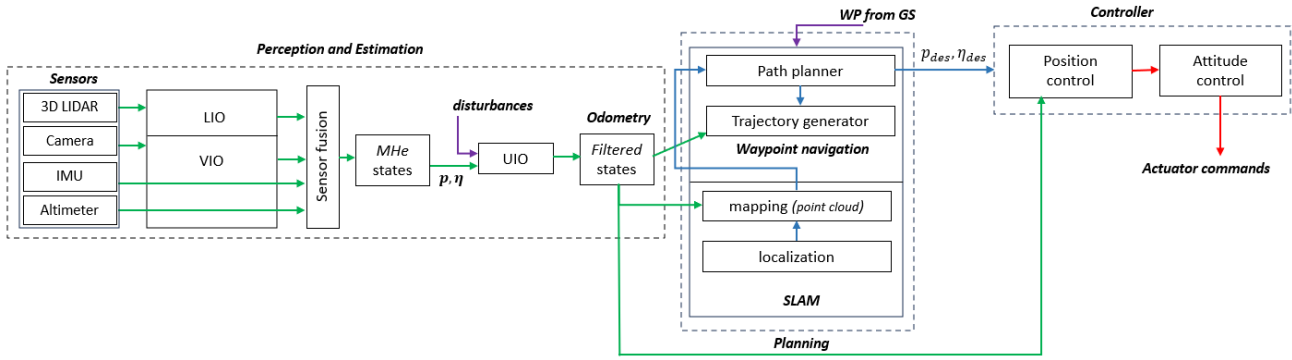 WP from GS
Controller
Perception and Estimation
Sensors
3D LIDAR
Camera
IMU
Altimeter
LIO
VIO
Sensor fusion
MHe
states
p, η
disturbances
UIO
Odometry
Filtered
states
Path planner
Trajectory generator
Waypoint navigation
mapping (point cloud)
localization
SLAM
Planning
p_des, η_des
Position
control
Attitude
control
Actuator commands